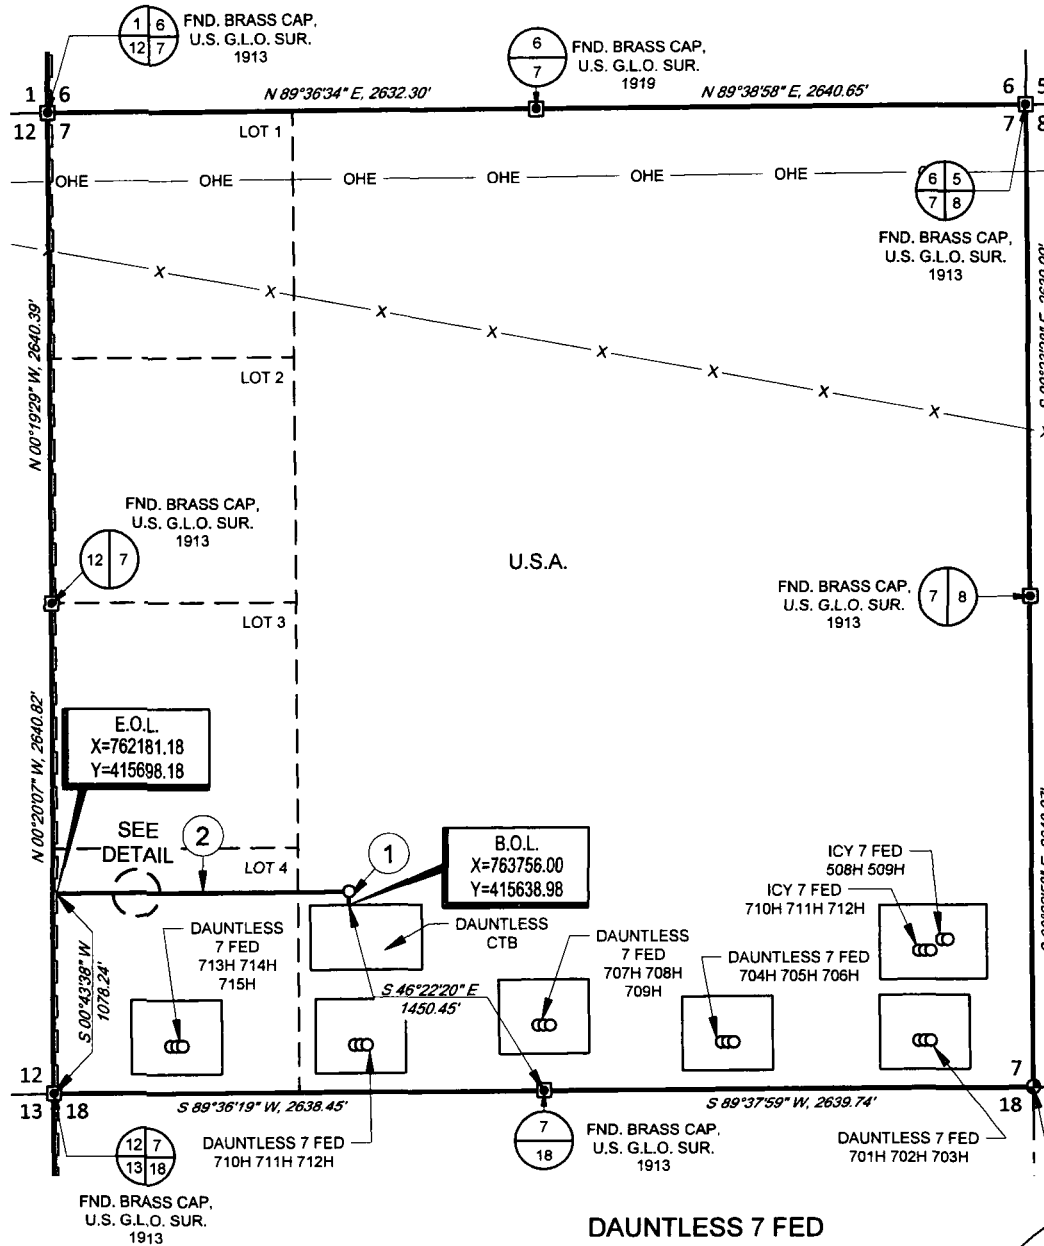 1 6
12 7
FND. BRASS CAP,
U.S. G.L.O. SUR.
1913
6
7
FND. BRASS CAP,
U.S. G.L.O. SUR.
1919
N 89°36'34" E, 2632.30'
N 89°38'58" E, 2640.65'
1 6
12 7
6 5
7 8
LOT 1
OHE OHE OHE OHE OHE OHE
6 5
7 8
FND. BRASS CAP,
U.S. G.L.O. SUR.
1913
X X X X X X X X
N 00°19'29" W, 2640.39'
LOT 2
FND. BRASS CAP,
U.S. G.L.O. SUR.
1913
12 7
U.S.A.
FND. BRASS CAP,
U.S. G.L.O. SUR.
1913
7 8
LOT 3
N 00°20'07" W, 2640.82'
E.O.L.
X=762181.18
Y=415698.18
SEE
DETAIL
2
LOT 4
1
B.O.L.
X=763756.00
Y=415638.98
ICY 7 FED
508H 509H
ICY 7 FED
710H 711H 712H
DAUNTLESS
7 FED
713H 714H
715H
DAUNTLESS
CTB
DAUNTLESS
7 FED
707H 708H
709H
DAUNTLESS 7 FED
704H 705H 706H
S 00°43'38" W
1078.24'
S 46°22'20" E
1450.45'
12
13 18
7
18
S 89°36'19" W, 2638.45'
S 89°37'59" W, 2639.74'
12 7
13 18
FND. BRASS CAP,
U.S. G.L.O. SUR.
1913
DAUNTLESS 7 FED
710H 711H 712H
7
18
FND. BRASS CAP,
U.S. G.L.O. SUR.
1913
DAUNTLESS 7 FED
701H 702H 703H
DAUNTLESS 7 FED